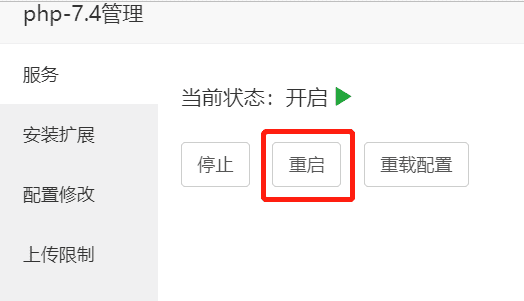 php-7.4管理
服务
当前状态：开启
安装扩展
停止 重启 重载配置
配置修改
上传限制